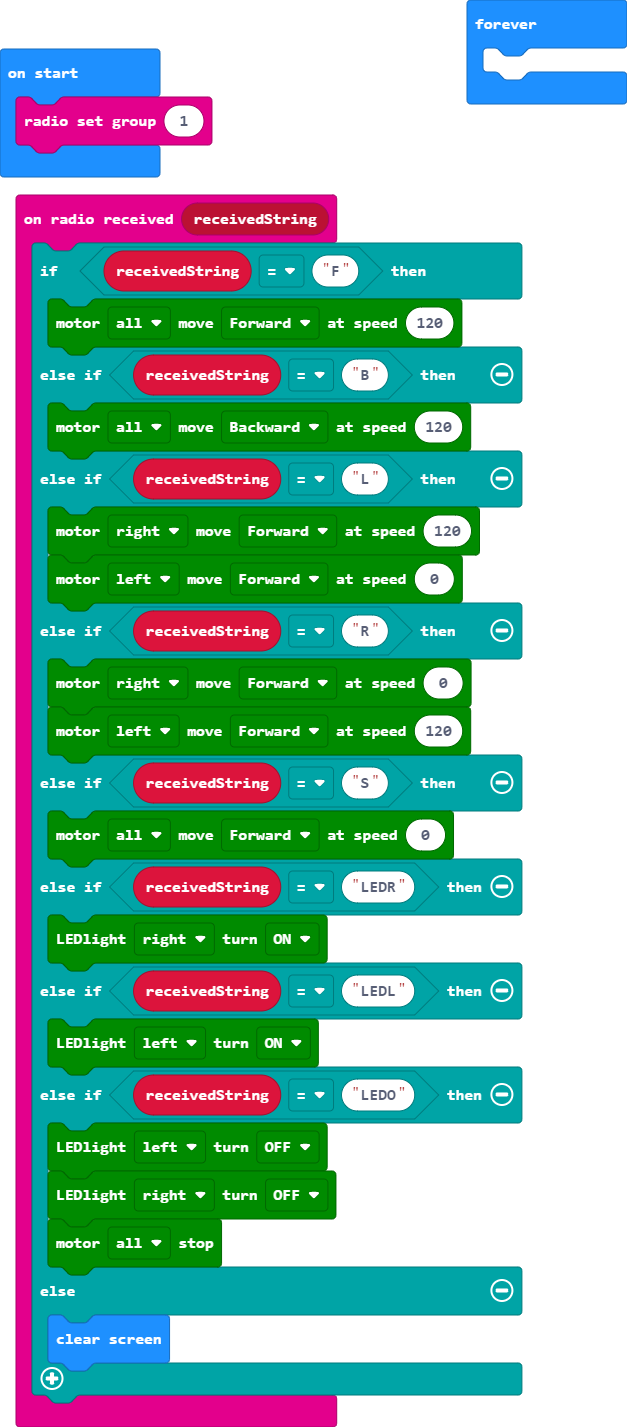 forever
on start
radio set group 1
on radio received receivedString
if receivedString = "F" then
motor all move Forward at speed 120
else if receivedString = "B" then
motor all move Backward at speed 120
else if receivedString = "L" then
motor right move Forward at speed 120
motor left move Forward at speed 0
else if receivedString = "R" then
motor right move Forward at speed 0
motor left move Forward at speed 120
else if receivedString = "S" then
motor all move Forward at speed 0
else if receivedString = "LEDR" then
LEDlight right turn ON
else if receivedString = "LEDL" then
LEDlight left turn ON
else if receivedString = "LEDO" then
LEDlight left turn OFF
LEDlight right turn OFF
motor all stop
else
clear screen